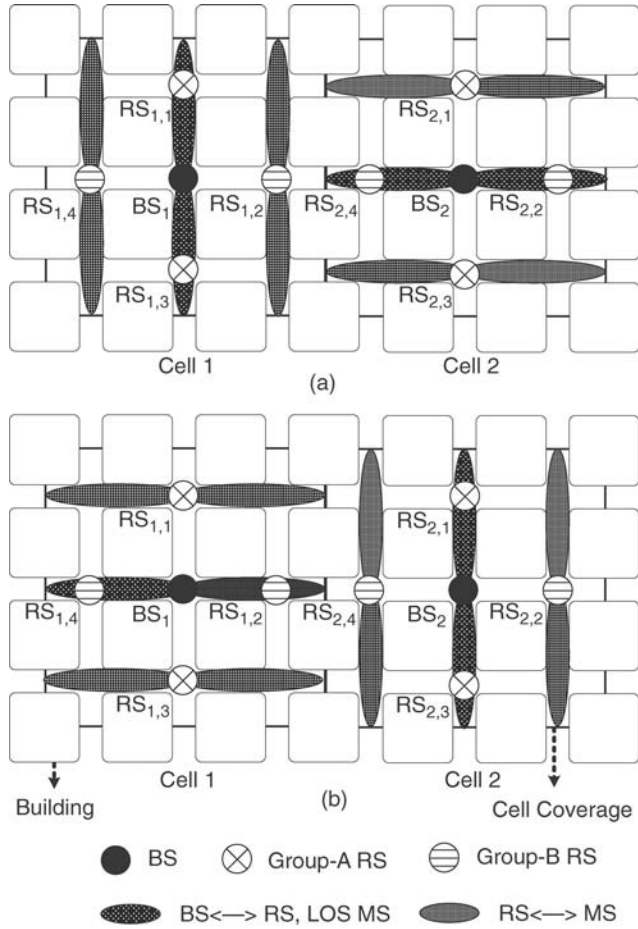 RS1,1 RS2,1
RS1,4 BS1 RS1,2 RS2,4 BS2 RS2,2
RS1,3 RS2,3
Cell 1 Cell 2
(a)
RS1,1 RS2,1
RS1,4 BS1 RS1,2 RS2,4 BS2 RS2,2
RS1,3 RS2,3
Cell 1 (b) Cell 2
Building Cell Coverage
BS Group-A RS Group-B RS
BS<—> RS, LOS MS RS<—> MS